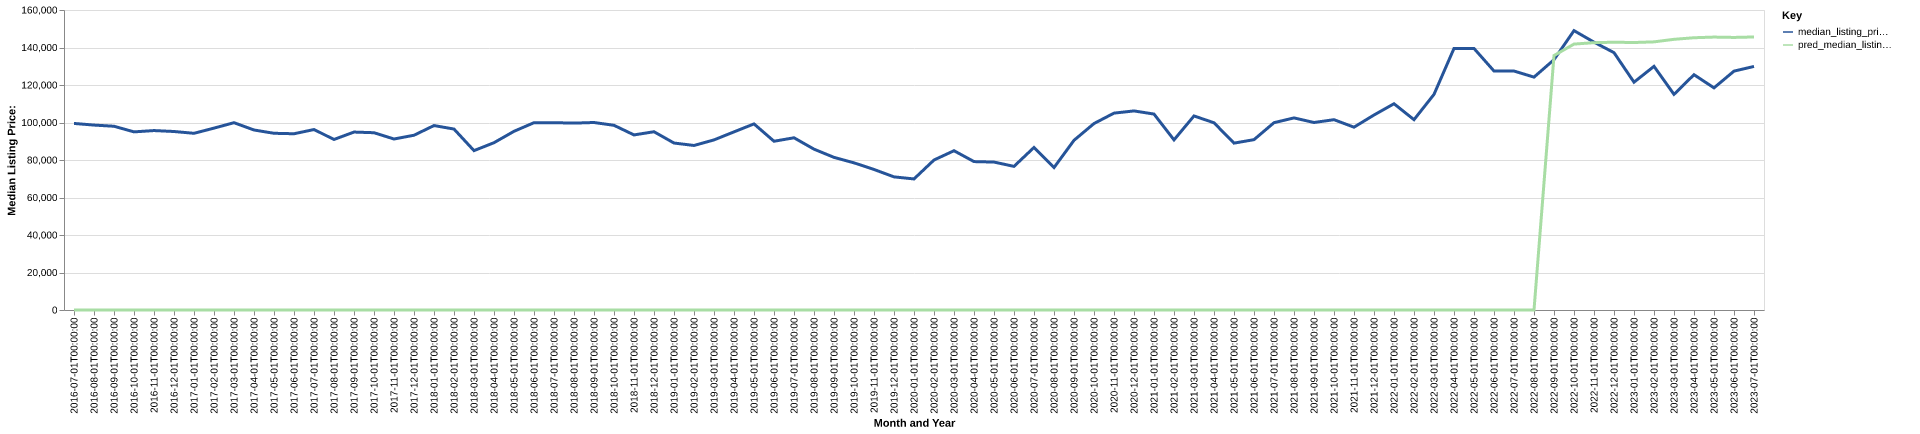 160,000
140,000
120,000
100,000
80,000
60,000
40,000
20,000
0
Median Listing Price:
2016-07-01T00:00:00
2016-08-01T00:00:00
2016-09-01T00:00:00
2016-10-01T00:00:00
2016-11-01T00:00:00
2016-12-01T00:00:00
2017-01-01T00:00:00
2017-02-01T00:00:00
2017-03-01T00:00:00
2017-04-01T00:00:00
2017-05-01T00:00:00
2017-06-01T00:00:00
2017-07-01T00:00:00
2017-08-01T00:00:00
2017-09-01T00:00:00
2017-10-01T00:00:00
2017-11-01T00:00:00
2017-12-01T00:00:00
2018-01-01T00:00:00
2018-02-01T00:00:00
2018-03-01T00:00:00
2018-04-01T00:00:00
2018-05-01T00:00:00
2018-06-01T00:00:00
2018-07-01T00:00:00
2018-08-01T00:00:00
2018-09-01T00:00:00
2018-10-01T00:00:00
2018-11-01T00:00:00
2018-12-01T00:00:00
2019-01-01T00:00:00
2019-02-01T00:00:00
2019-03-01T00:00:00
2019-04-01T00:00:00
2019-05-01T00:00:00
2019-06-01T00:00:00
2019-07-01T00:00:00
2019-08-01T00:00:00
2019-09-01T00:00:00
2019-10-01T00:00:00
2019-11-01T00:00:00
2019-12-01T00:00:00
2020-01-01T00:00:00
2020-02-01T00:00:00
2020-03-01T00:00:00
2020-04-01T00:00:00
2020-05-01T00:00:00
2020-06-01T00:00:00
2020-07-01T00:00:00
2020-08-01T00:00:00
2020-09-01T00:00:00
2020-10-01T00:00:00
2020-11-01T00:00:00
2020-12-01T00:00:00
2021-01-01T00:00:00
2021-02-01T00:00:00
2021-03-01T00:00:00
2021-04-01T00:00:00
2021-05-01T00:00:00
2021-06-01T00:00:00
2021-07-01T00:00:00
2021-08-01T00:00:00
2021-09-01T00:00:00
2021-10-01T00:00:00
2021-11-01T00:00:00
2021-12-01T00:00:00
2022-01-01T00:00:00
2022-02-01T00:00:00
2022-03-01T00:00:00
2022-04-01T00:00:00
2022-05-01T00:00:00
2022-06-01T00:00:00
2022-07-01T00:00:00
2022-08-01T00:00:00
2022-09-01T00:00:00
2022-10-01T00:00:00
2022-11-01T00:00:00
2022-12-01T00:00:00
2023-01-01T00:00:00
2023-02-01T00:00:00
2023-03-01T00:00:00
2023-04-01T00:00:00
2023-05-01T00:00:00
2023-06-01T00:00:00
2023-07-01T00:00:00
Month and Year
Key
median_listing_pri…
pred_median_listin…